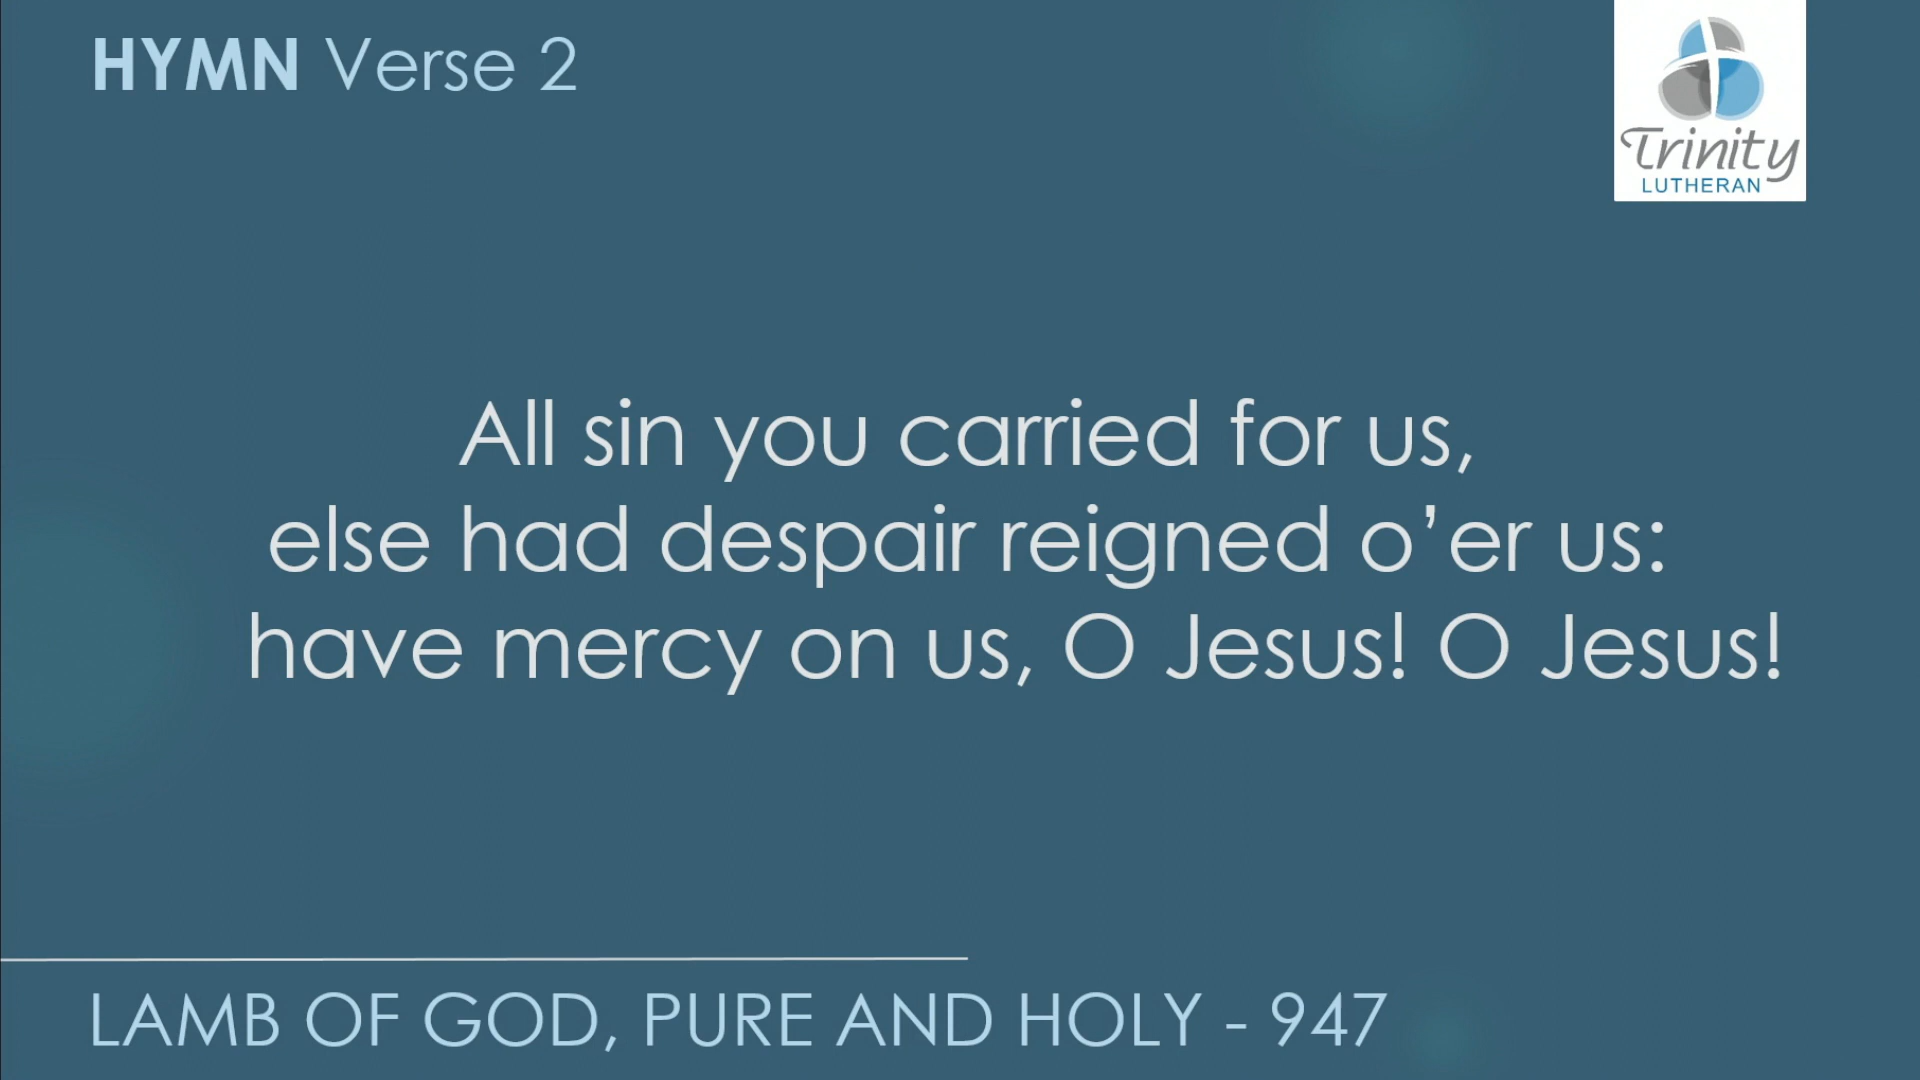 HYMN Verse 2
Trinity
LUTHERAN
All sin you carried for us,
else had despair reigned o’er us:
have mercy on us, O Jesus! O Jesus!
LAMB OF GOD, PURE AND HOLY - 947